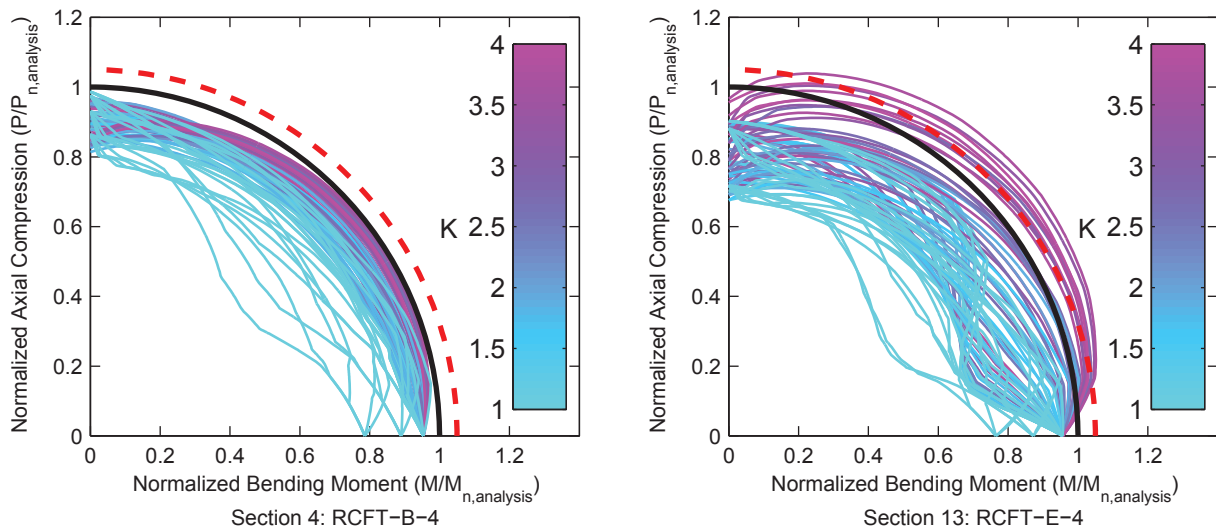 Normalized Axial Compression (P/P_{n,analysis})
1.2
1
0.8
0.6
0.4
0.2
0
0 0.2 0.4 0.6 0.8 1 1.2
Normalized Bending Moment (M/M_{n,analysis})
Section 4: RCFT−B−4
K
4
3.5
3
2.5
2
1.5
1
Normalized Axial Compression (P/P_{n,analysis})
1.2
1
0.8
0.6
0.4
0.2
0
0 0.2 0.4 0.6 0.8 1 1.2
Normalized Bending Moment (M/M_{n,analysis})
Section 13: RCFT−E−4
K
4
3.5
3
2.5
2
1.5
1